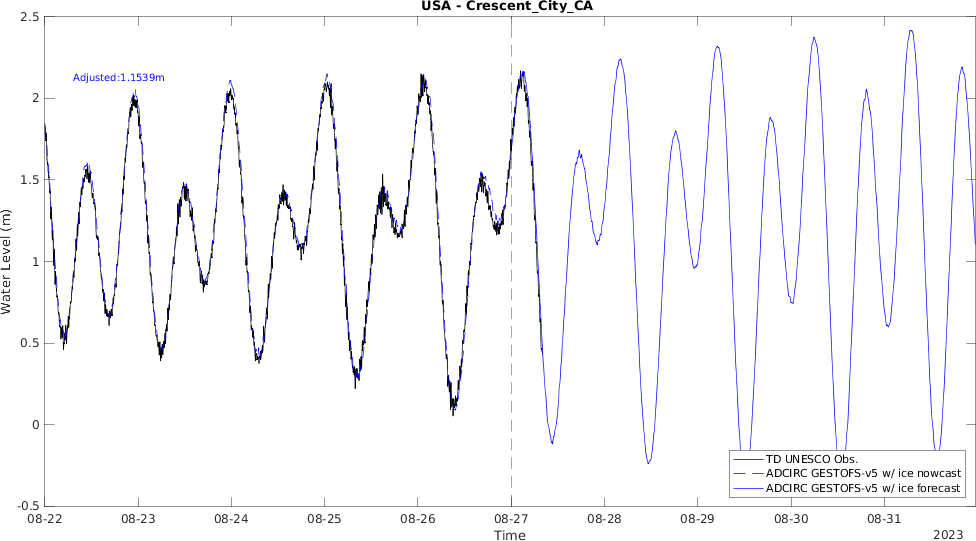 USA - Crescent_City_CA
2.5
2
1.5
1
0.5
0
-0.5
Water Level (m)
Adjusted:1.1539m
TD UNESCO Obs.
ADCIRC GESTOFS-v5 w/ ice nowcast
ADCIRC GESTOFS-v5 w/ ice forecast
08-22 08-23 08-24 08-25 08-26 08-27 08-28 08-29 08-30 08-31
Time
2023